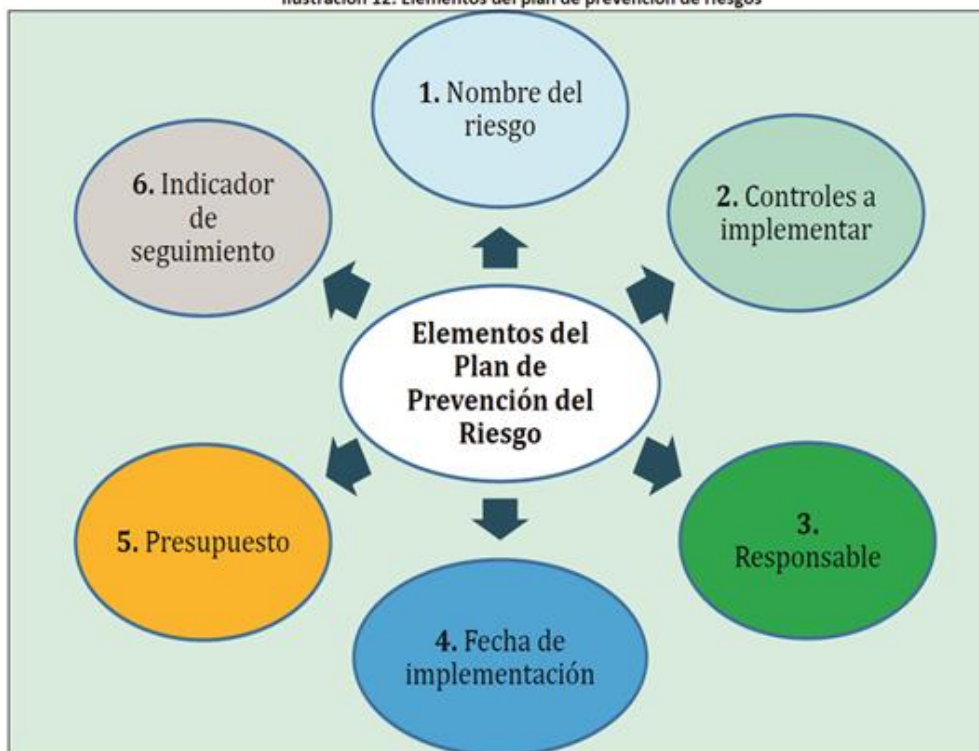 Ilustración 12. Elementos del plan de prevención de riesgos
1. Nombre del
riesgo
2. Controles a
implementar
3.
Responsable
4. Fecha de
implementación
5. Presupuesto
6. Indicador
de
seguimiento
Elementos del
Plan de
Prevención del
Riesgo